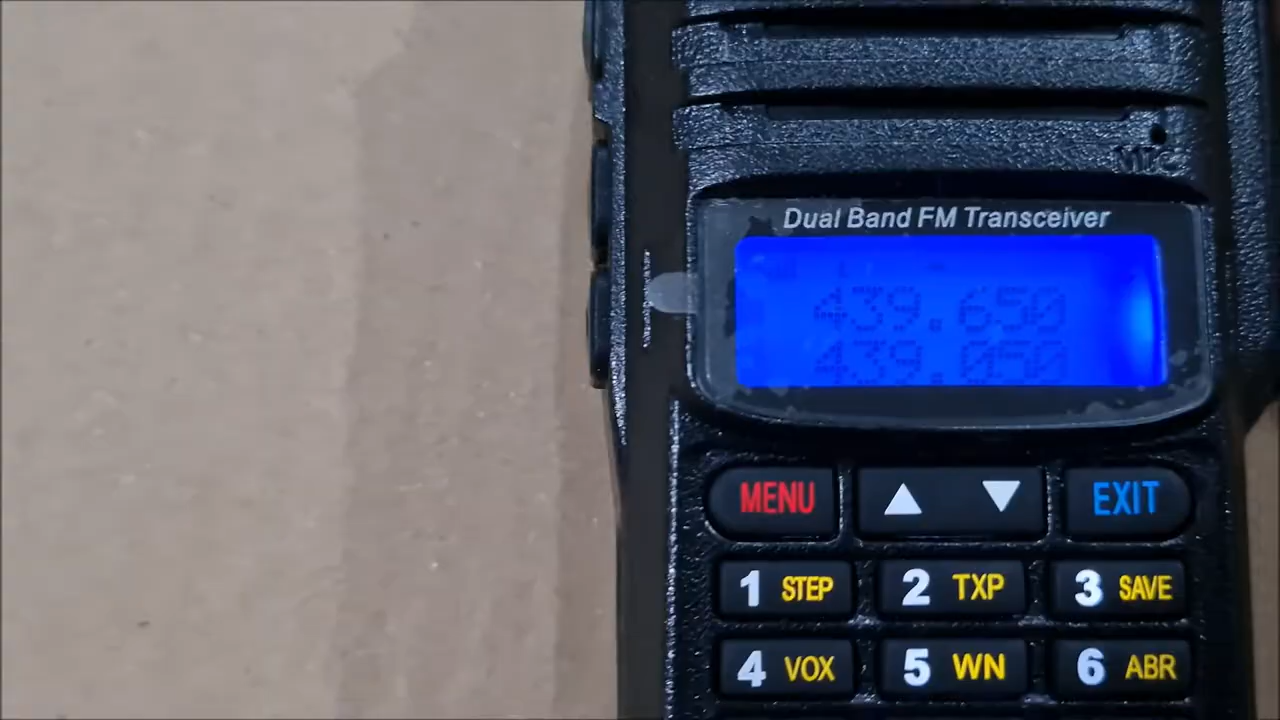 MIC
Dual Band FM Transceiver
439.650
439.050
MENU ▲ ▼ EXIT
1 STEP 2 TXP 3 SAVE
4 VOX 5 WN 6 ABR